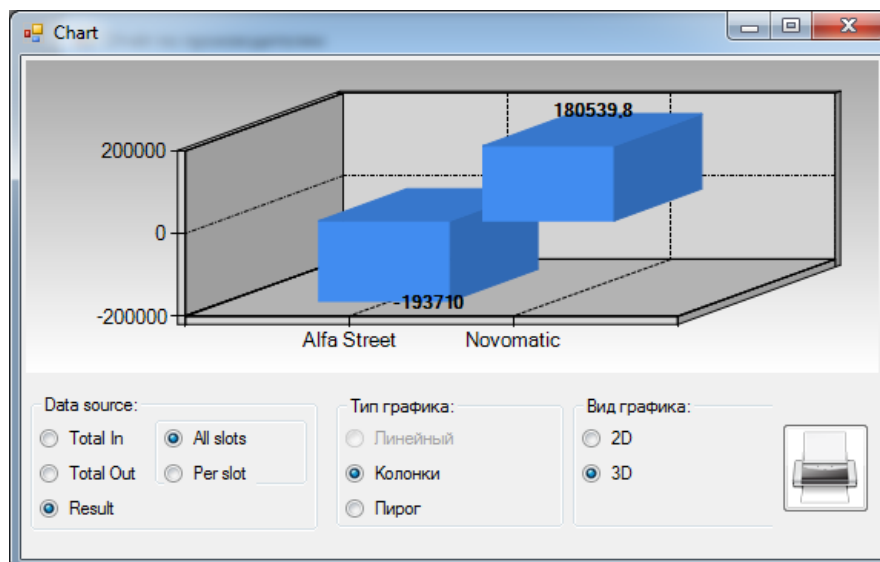 Chart
180539,8
200000
0
-193710
-200000
Alfa Street Novomatic
Data source: Тип графика: Вид графика:
Total In All slots Линейный 2D
Total Out Per slot Колонки 3D
Result Пирог